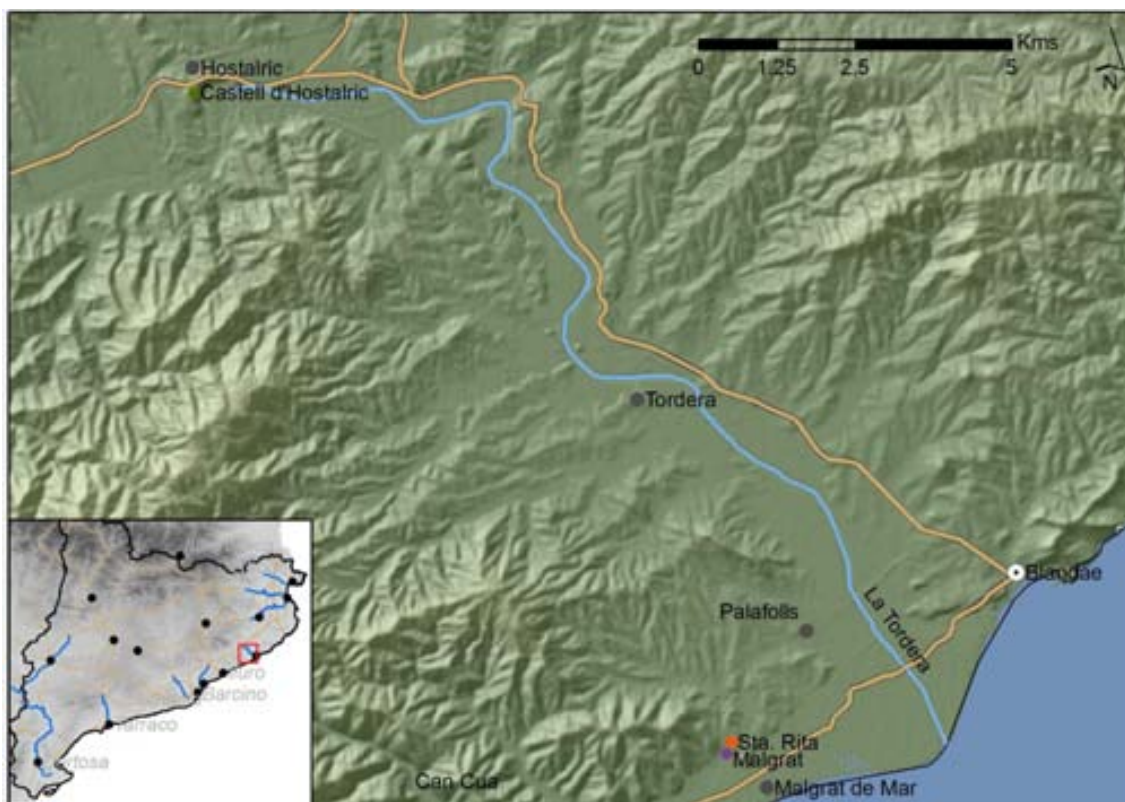 Kms
0 1.25 2.5 5
N
Hostalric
Castell d'Hostalric
Tordera
Blandae
La Tordera
Palafolls
Sta. Rita
Malgrat
Can Cua
Malgrat de Mar
Barcino